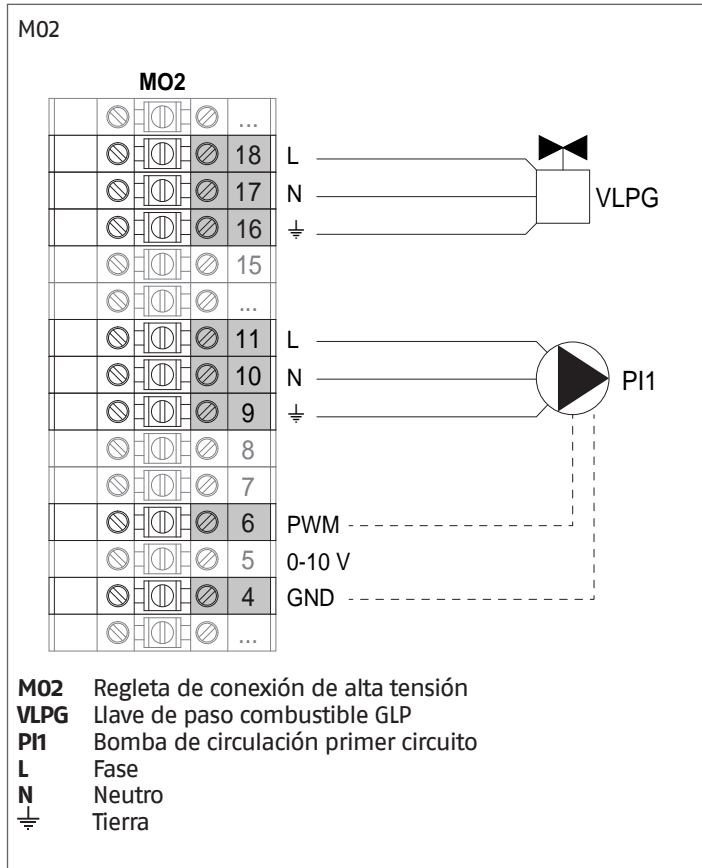 M02
MO2
...
18 L
17 N VLPG
16 ⏚
15
...
11 L
10 N PI1
9 ⏚
8
7
6 PWM
5 0-10 V
4 GND
...
M02 Regleta de conexión de alta tensión
VLPG Llave de paso combustible GLP
PI1 Bomba de circulación primer circuito
L Fase
N Neutro
⏚ Tierra